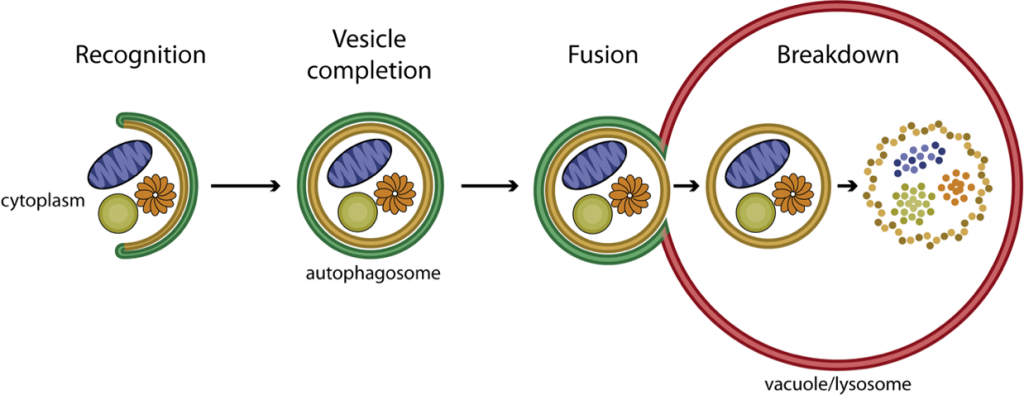 Recognition
Vesicle
completion
Fusion
Breakdown
cytoplasm
autophagosome
vacuole/lysosome